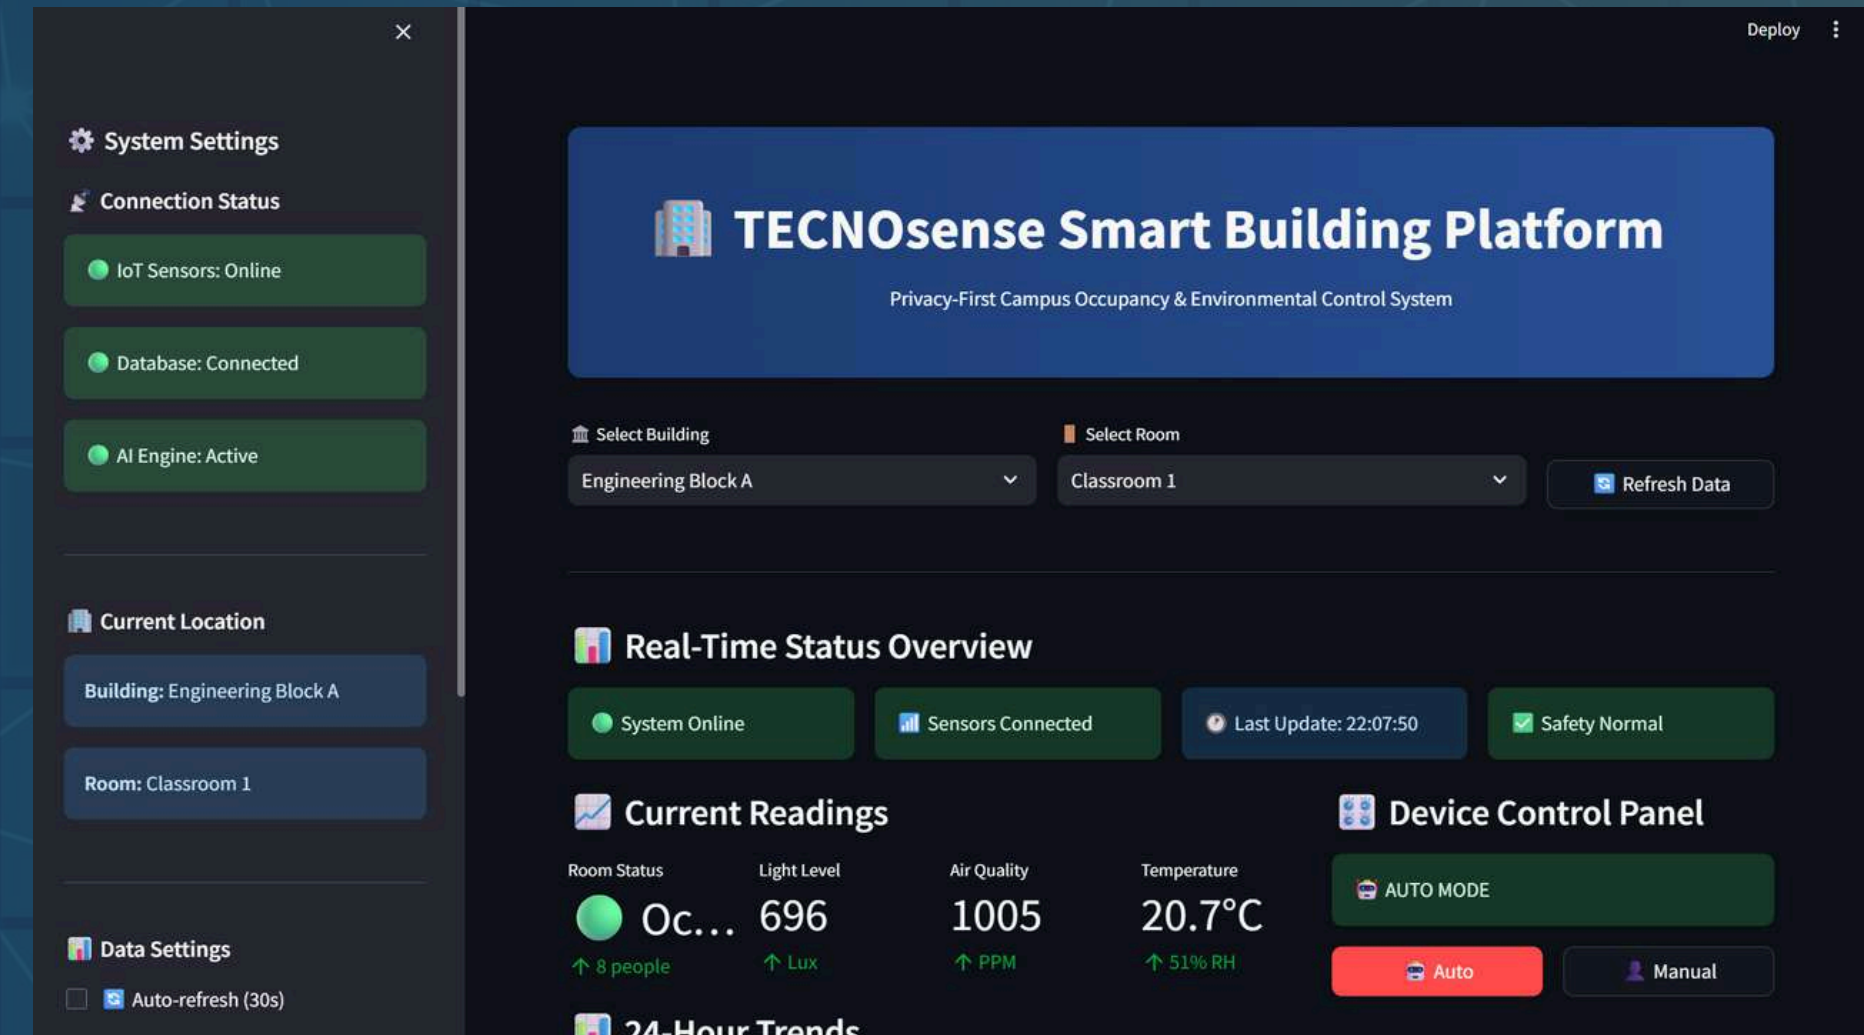 Deploy
System Settings
Connection Status
IoT Sensors: Online
Database: Connected
AI Engine: Active
Current Location
Building: Engineering Block A
Room: Classroom 1
Data Settings
Auto-refresh (30s)
TECNOsense Smart Building Platform
Privacy-First Campus Occupancy & Environmental Control System
Select Building
Engineering Block A
Select Room
Classroom 1
Refresh Data
Real-Time Status Overview
System Online
Sensors Connected
Last Update: 22:07:50
Safety Normal
Current Readings
Room Status
Oc...
↑ 8 people
Light Level
696
↑ Lux
Air Quality
1005
↑ PPM
Temperature
20.7°C
↑ 51% RH
Device Control Panel
AUTO MODE
Auto
Manual
24-Hour Trends